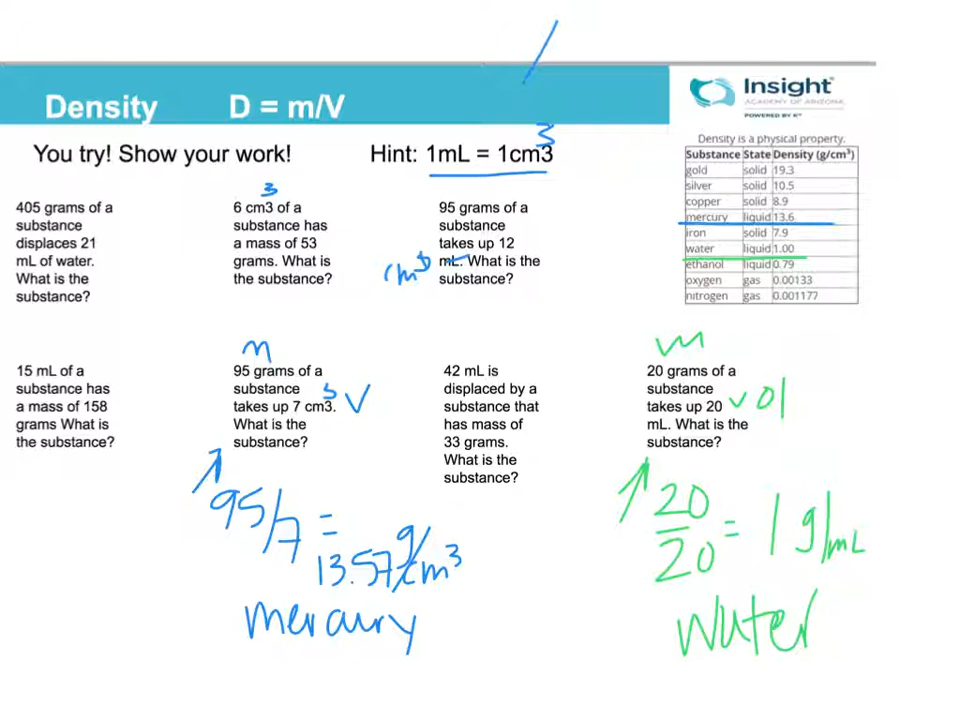 Density D = m/V
Insight
ACADEMY OF ARIZONA
POWERED BY K¹²
You try! Show your work!
Hint: 1mL = 1cm3
3
Density is a physical property.
Substance State Density (g/cm³)
gold solid 19.3
silver solid 10.5
copper solid 8.9
mercury liquid 13.6
iron solid 7.9
water liquid 1.00
ethanol liquid 0.79
oxygen gas 0.00133
nitrogen gas 0.001177
405 grams of a
substance
displaces 21
mL of water.
What is the
substance?
3
6 cm3 of a
substance has
a mass of 53
grams. What is
the substance?
95 grams of a
substance
takes up 12
mL. What is the
substance?
cm³
15 mL of a
substance has
a mass of 158
grams What is
the substance?
m
95 grams of a
substance
takes up 7 cm3.
What is the
substance?
3
V
95/7 =
13.57 g/cm³
mercury
42 mL is
displaced by a
substance that
has mass of
33 grams.
What is the
substance?
m
20 grams of a
substance
takes up 20
mL. What is the
substance?
vol
20
20
= 1 g/mL
water